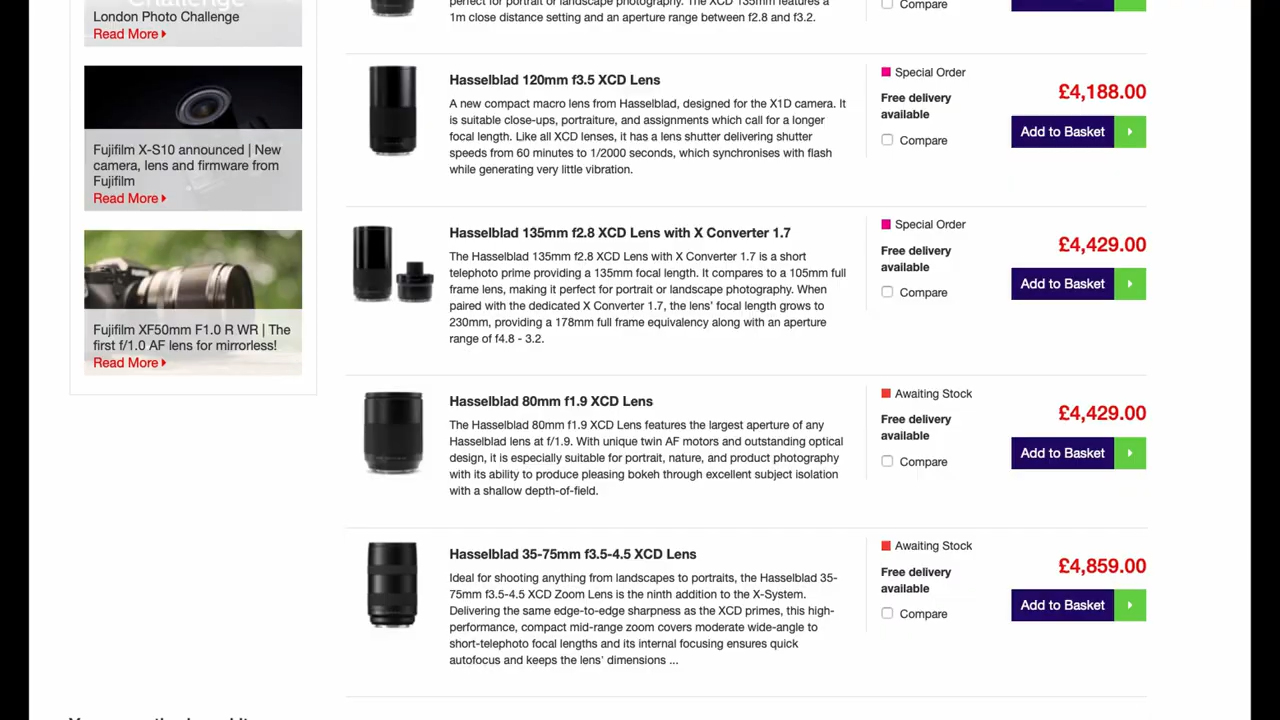 Challenge
London Photo Challenge
Read More
Fujifilm X-S10 announced | New
camera, lens and firmware from
Fujifilm
Read More
Fujifilm XF50mm F1.0 R WR | The
first f/1.0 AF lens for mirrorless!
Read More
perfect for portrait or landscape photography. The XCD 135mm features a
1m close distance setting and an aperture range between f2.8 and f3.2.
Compare
Hasselblad 120mm f3.5 XCD Lens
A new compact macro lens from Hasselblad, designed for the X1D camera. It
is suitable close-ups, portraiture, and assignments which call for a longer
focal length. Like all XCD lenses, it has a lens shutter delivering shutter
speeds from 60 minutes to 1/2000 seconds, which synchronises with flash
while generating very little vibration.
Special Order
Free delivery
available
Compare
£4,188.00
Add to Basket
Hasselblad 135mm f2.8 XCD Lens with X Converter 1.7
The Hasselblad 135mm f2.8 XCD Lens with X Converter 1.7 is a short
telephoto prime providing a 135mm focal length. It compares to a 105mm full
frame lens, making it perfect for portrait or landscape photography. When
paired with the dedicated X Converter 1.7, the lens' focal length grows to
230mm, providing a 178mm full frame equivalency along with an aperture
range of f4.8 - 3.2.
Special Order
Free delivery
available
Compare
£4,429.00
Add to Basket
Hasselblad 80mm f1.9 XCD Lens
The Hasselblad 80mm f1.9 XCD Lens features the largest aperture of any
Hasselblad lens at f/1.9. With unique twin AF motors and outstanding optical
design, it is especially suitable for portrait, nature, and product photography
with its ability to produce pleasing bokeh through excellent subject isolation
with a shallow depth-of-field.
Awaiting Stock
Free delivery
available
Compare
£4,429.00
Add to Basket
Hasselblad 35-75mm f3.5-4.5 XCD Lens
Ideal for shooting anything from landscapes to portraits, the Hasselblad 35-
75mm f3.5-4.5 XCD Zoom Lens is the ninth addition to the X-System.
Delivering the same edge-to-edge sharpness as the XCD primes, this high-
performance, compact mid-range zoom covers moderate wide-angle to
short-telephoto focal lengths and its internal focusing ensures quick
autofocus and keeps the lens' dimensions ...
Awaiting Stock
Free delivery
available
Compare
£4,859.00
Add to Basket